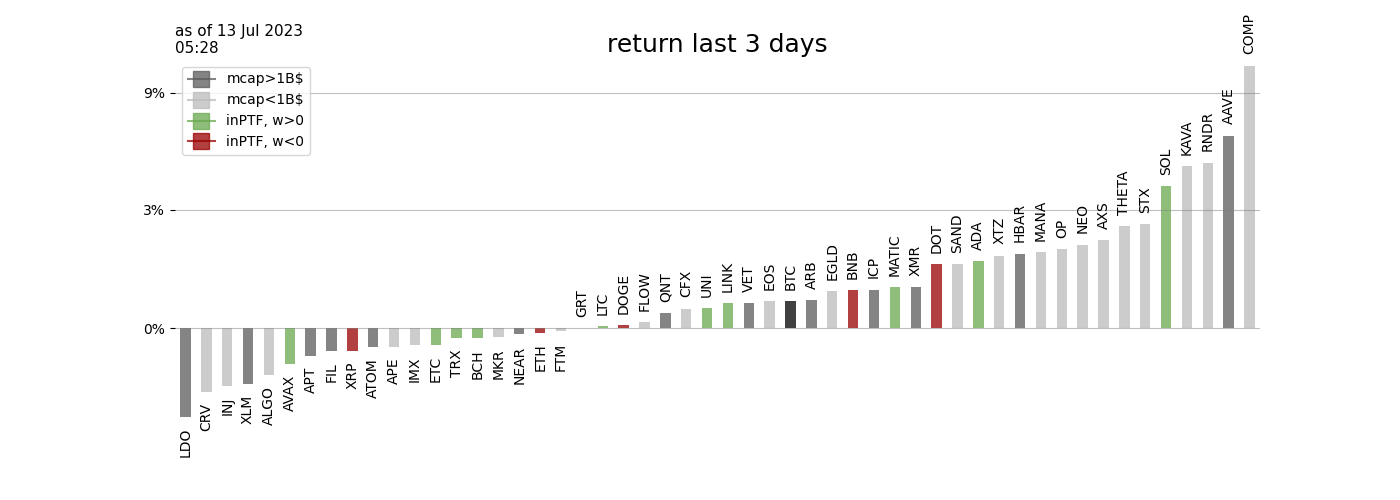 as of 13 Jul 2023
05:28
return last 3 days
mcap>1B$
mcap<1B$
inPTF, w>0
inPTF, w<0
9%
3%
0%
LDO
CRV
INJ
XLM
ALGO
AVAX
APT
FIL
XRP
ATOM
APE
IMX
ETC
TRX
BCH
MKR
NEAR
ETH
FTM
GRT
LTC
DOGE
FLOW
QNT
CFX
UNI
LINK
VET
EOS
BTC
ARB
EGLD
BNB
ICP
MATIC
XMR
DOT
SAND
ADA
XTZ
HBAR
MANA
OP
NEO
AXS
THETA
STX
SOL
KAVA
RNDR
AAVE
COMP